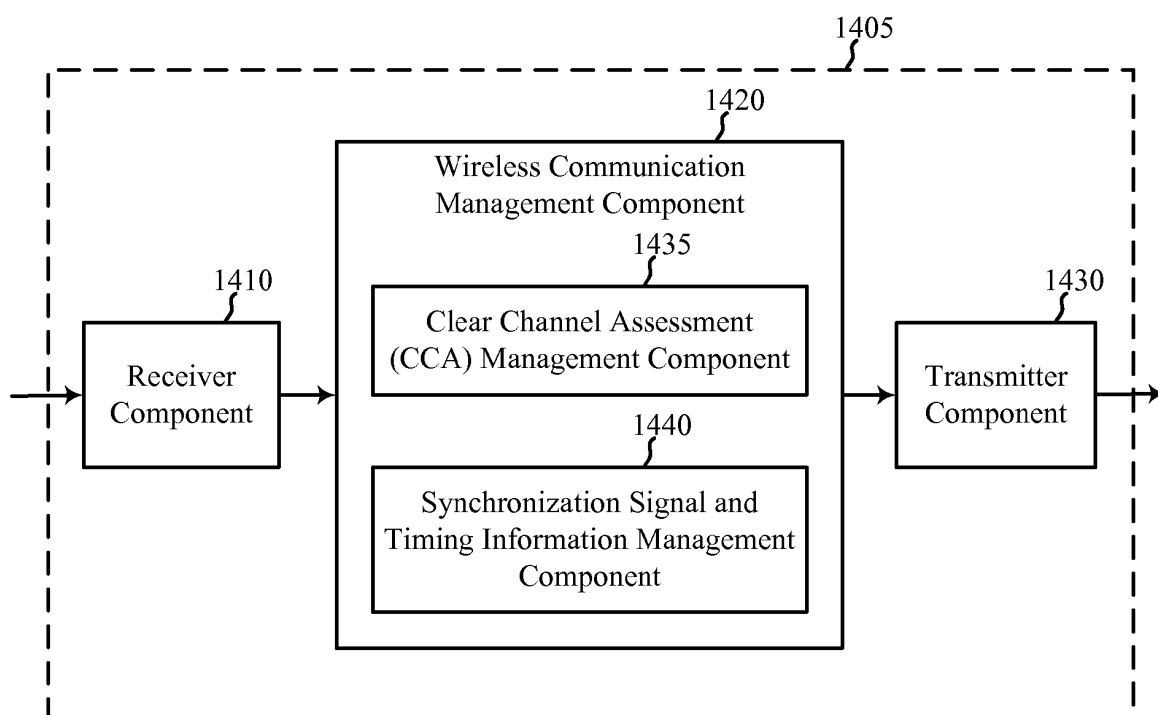 1405
1420
Wireless Communication
Management Component
1435
Clear Channel Assessment
(CCA) Management Component
1410
Receiver
Component
1430
Transmitter
Component
1440
Synchronization Signal and
Timing Information Management
Component